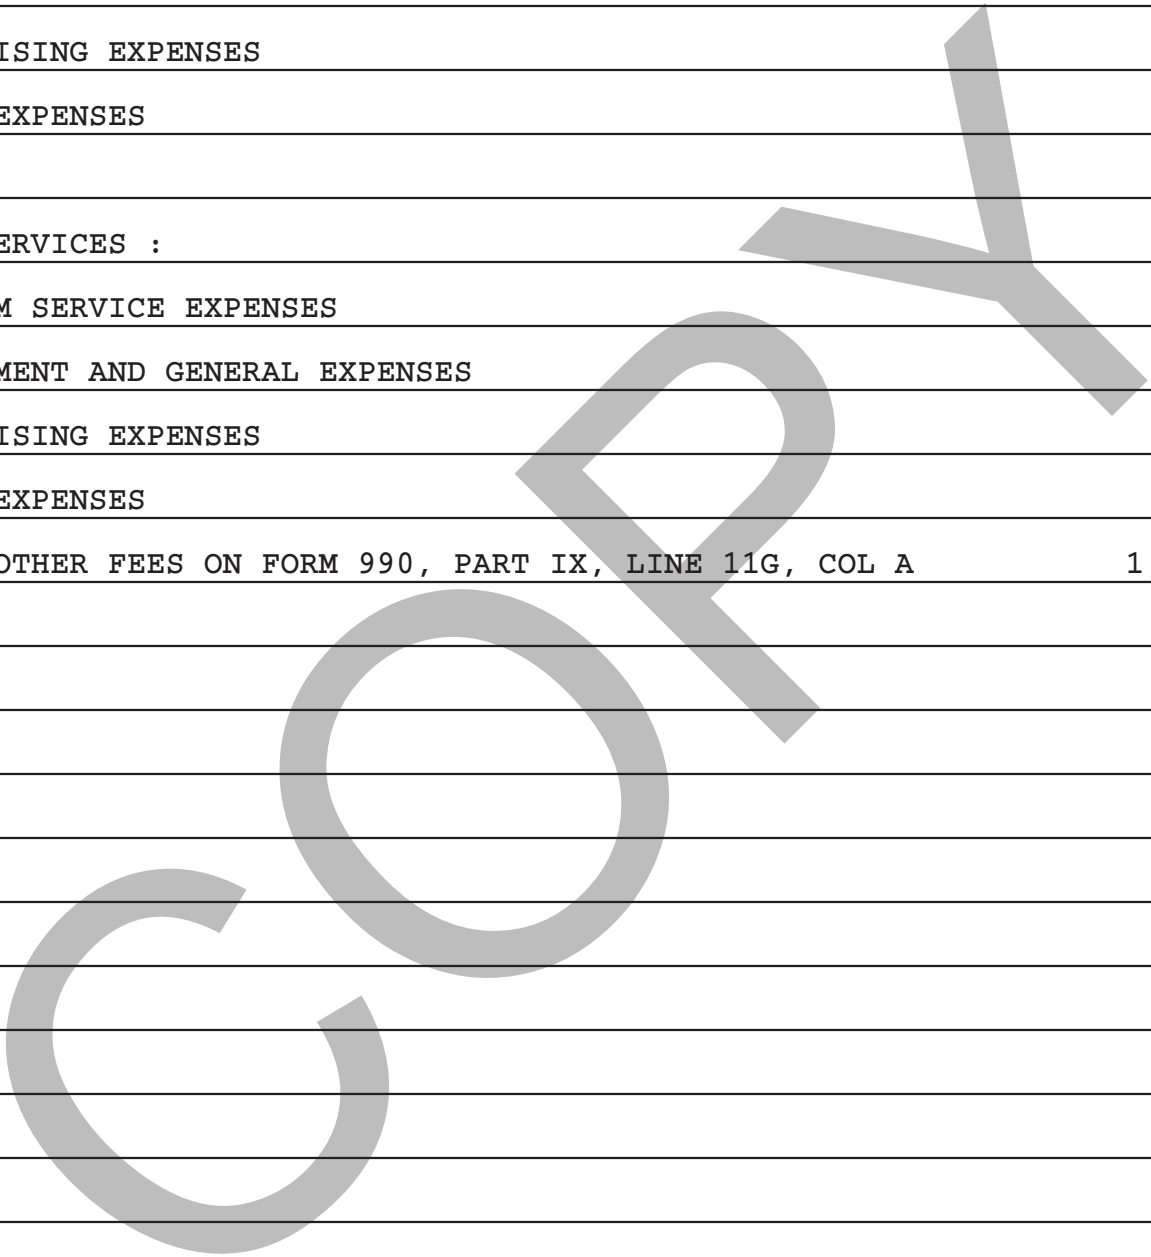 ISING EXPENSES
EXPENSES
ERVICES :
M SERVICE EXPENSES
MENT AND GENERAL EXPENSES
ISING EXPENSES
EXPENSES
OTHER FEES ON FORM 990, PART IX, LINE 11G, COL A 1
COPY